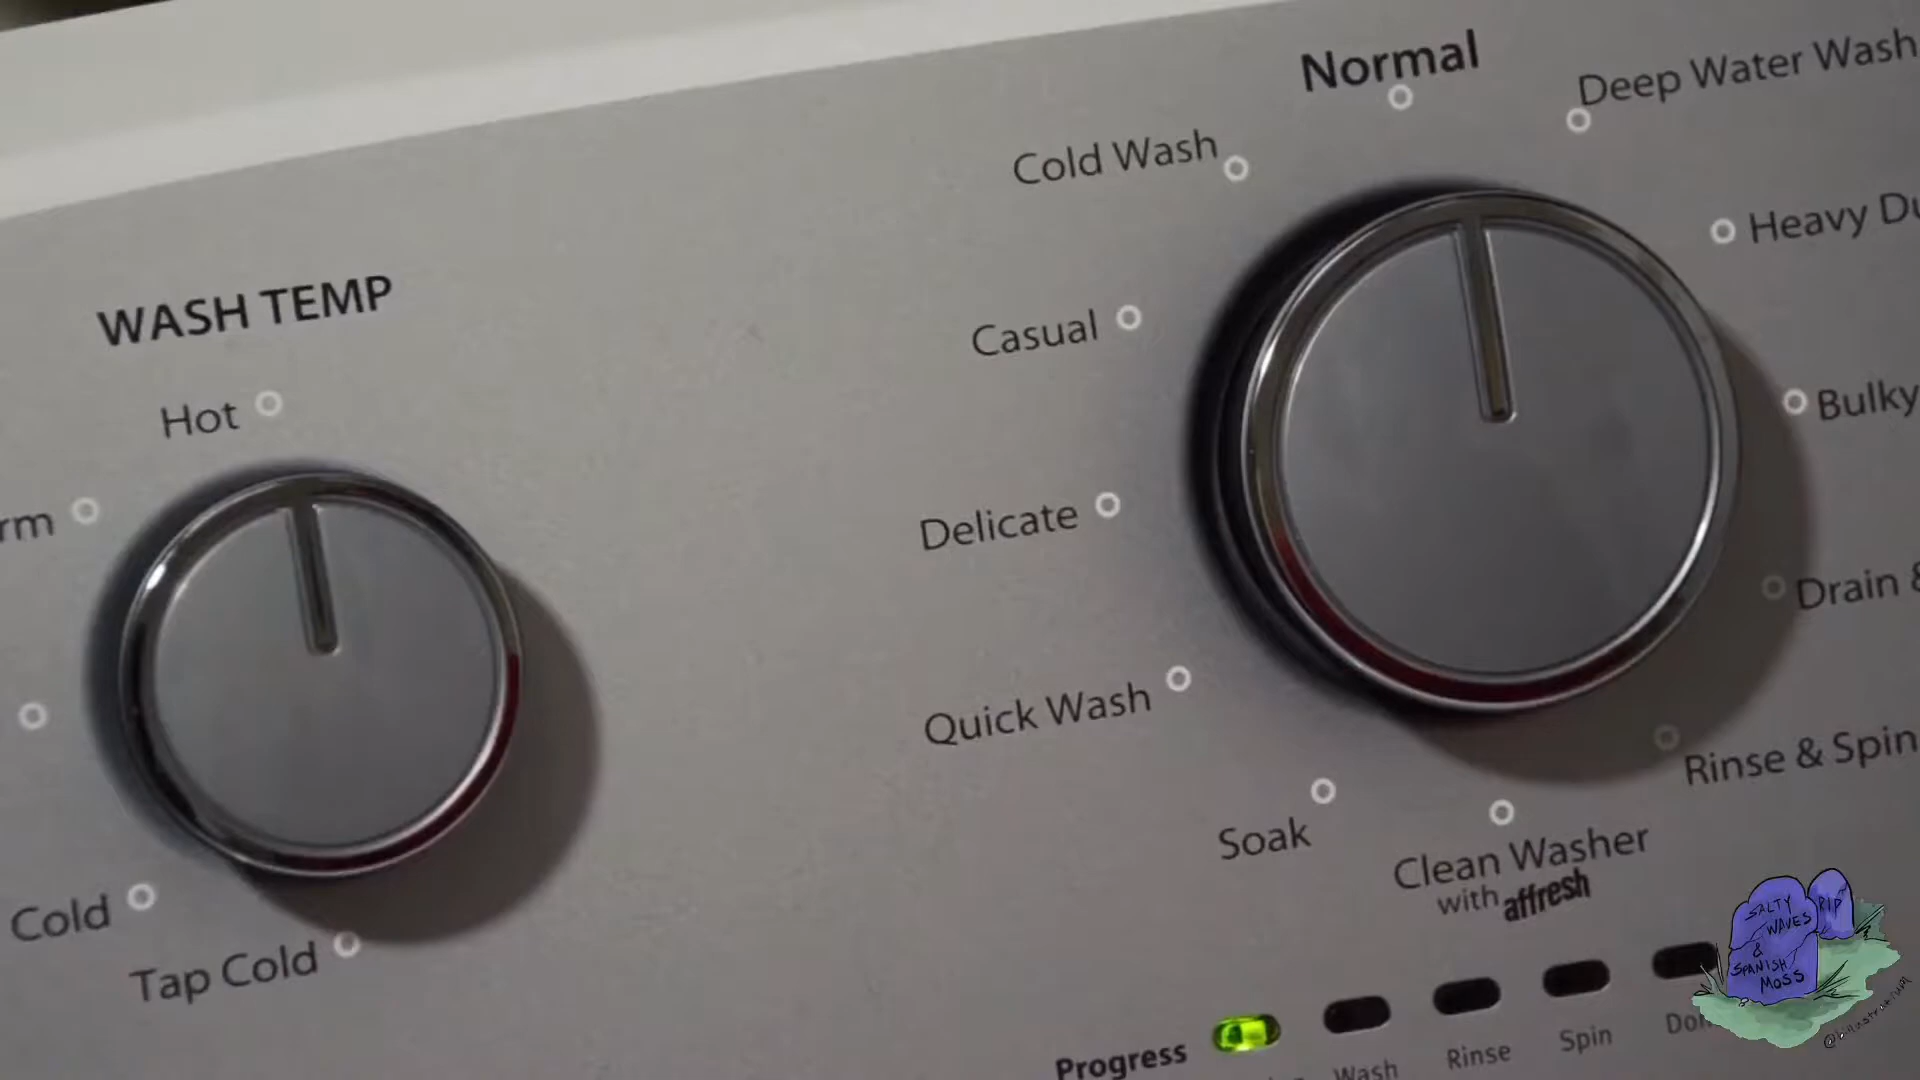 Normal
Deep Water Wash
Cold Wash
WASH TEMP
Heavy
Casual
Hot
Bulky
Delicate
Drain &
Quick Wash
Rinse & Spin
Soak
Clean Washer
with affresh
Cold
Tap Cold
Progress
Wash
Rinse
Spin
SALTY
WAVES
&
SPANISH
MOSS
RIP